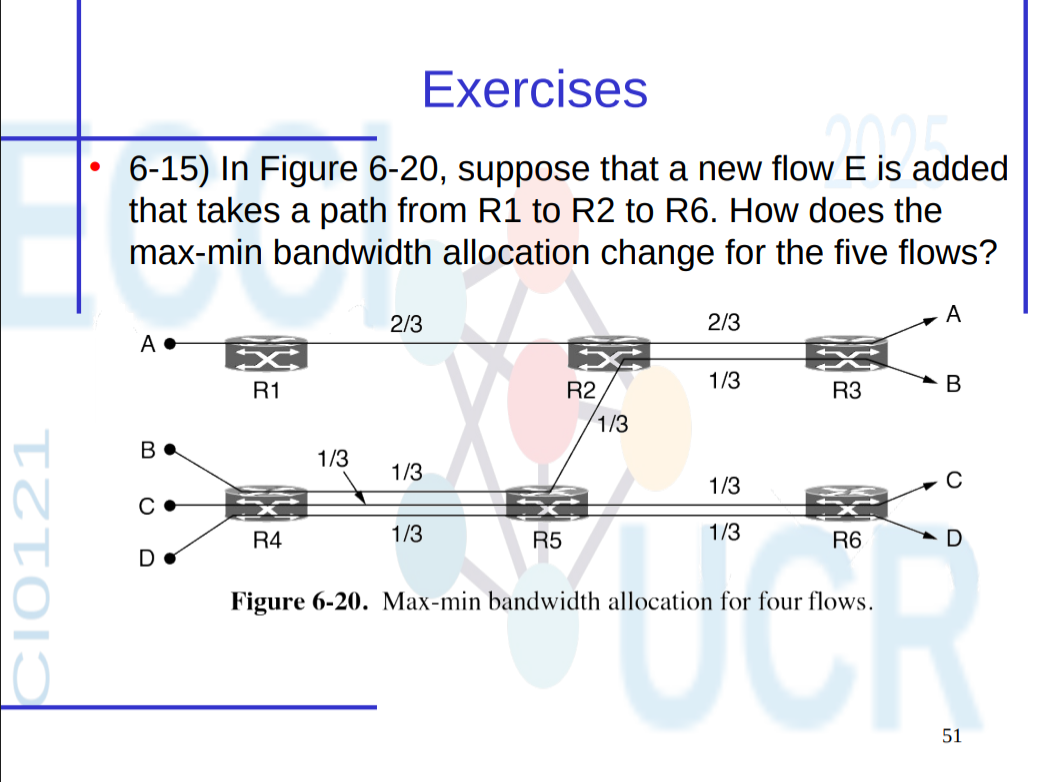 Exercises
2025
• 6-15) In Figure 6-20, suppose that a new flow E is added
that takes a path from R1 to R2 to R6. How does the
max-min bandwidth allocation change for the five flows?
A
2/3
2/3
A
R1
R2
1/3
R3
B
1/3
B
1/3
1/3
1/3
C
C
D
R4
1/3
R5
1/3
R6
D
Figure 6-20. Max-min bandwidth allocation for four flows.
ECCI
CI0121
UCR
51